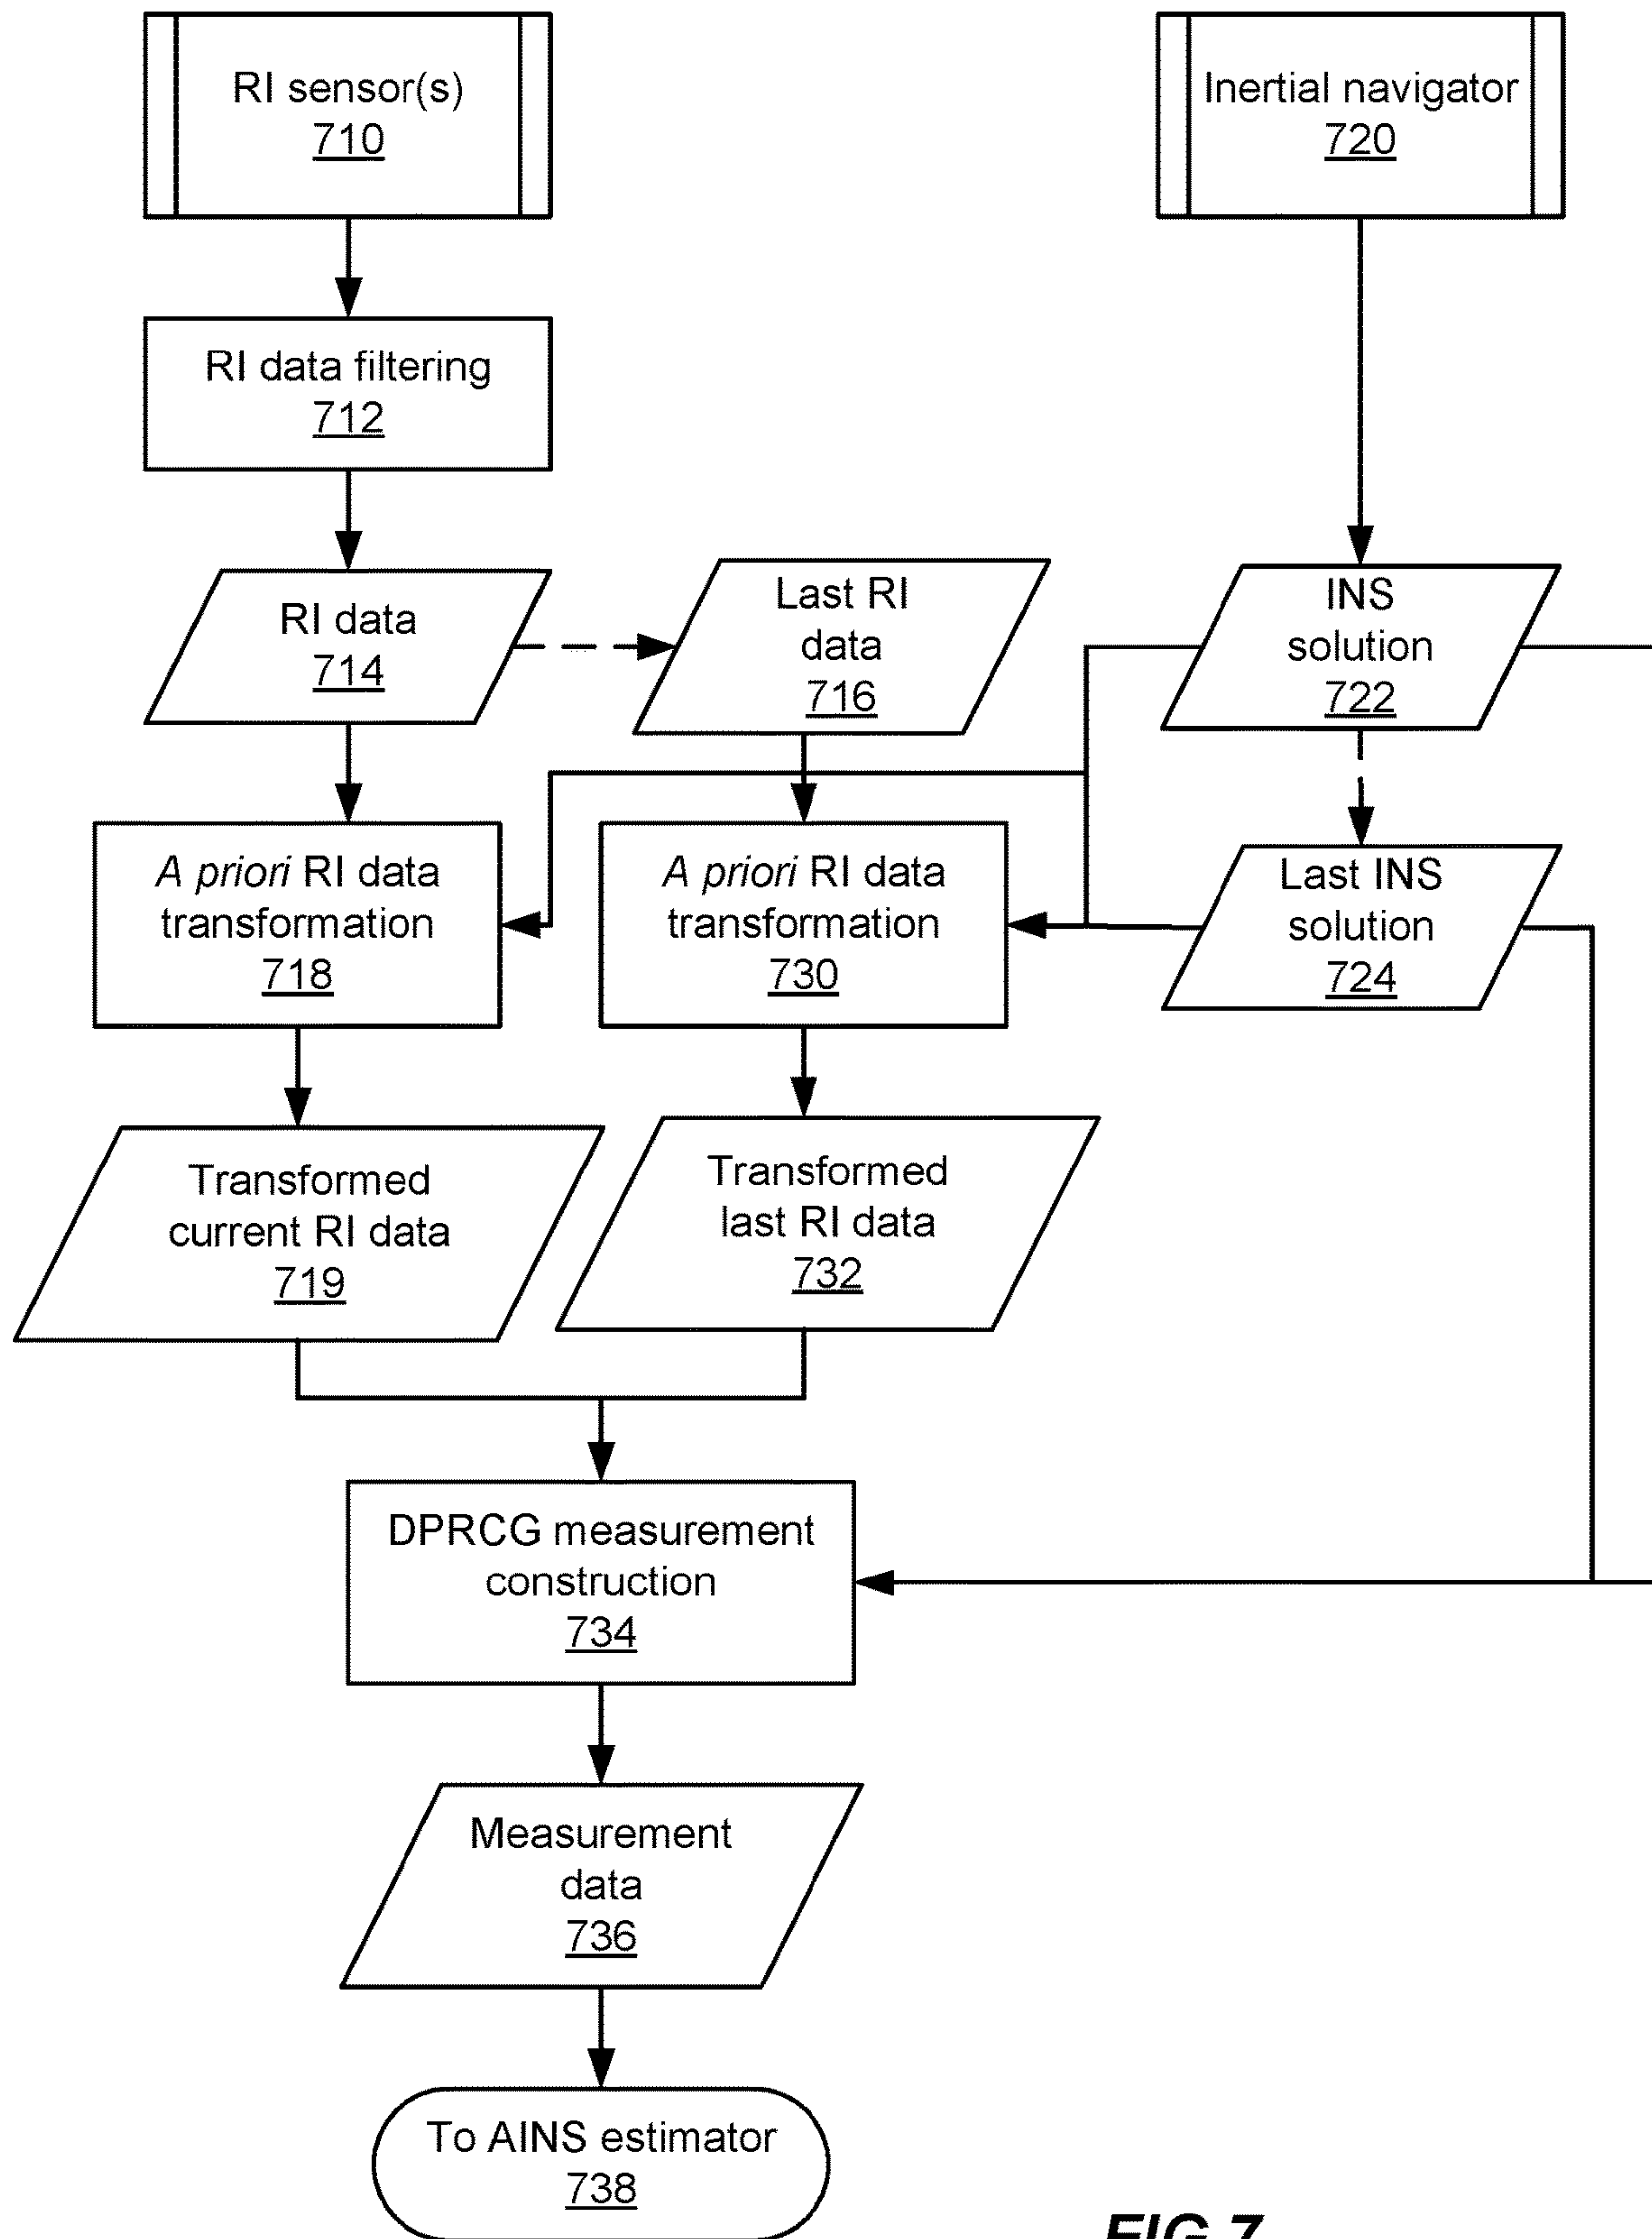 RI sensor(s)
710
Inertial navigator
720
RI data filtering
712
RI data
714
Last RI
data
716
INS
solution
722
A priori RI data
transformation
718
A priori RI data
transformation
730
Last INS
solution
724
Transformed
current RI data
719
Transformed
last RI data
732
DPRCG measurement
construction
734
Measurement
data
736
To AINS estimator
738
FIG 7